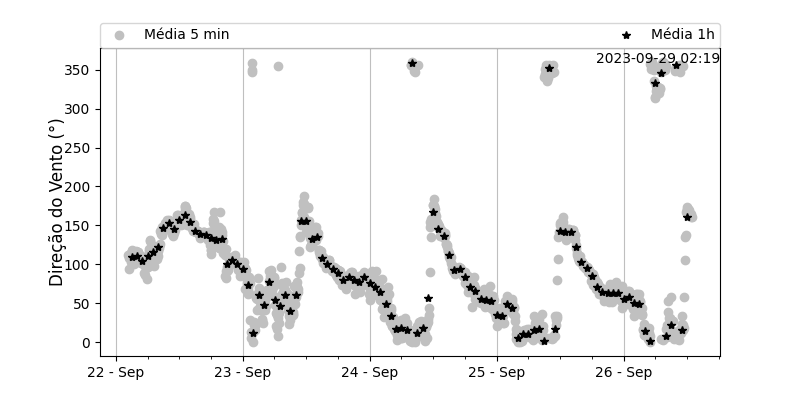 Média 5 min
Média 1h
2023-09-29 02:19
Direção do Vento (°)
350
300
250
200
150
100
50
0
22 - Sep
23 - Sep
24 - Sep
25 - Sep
26 - Sep